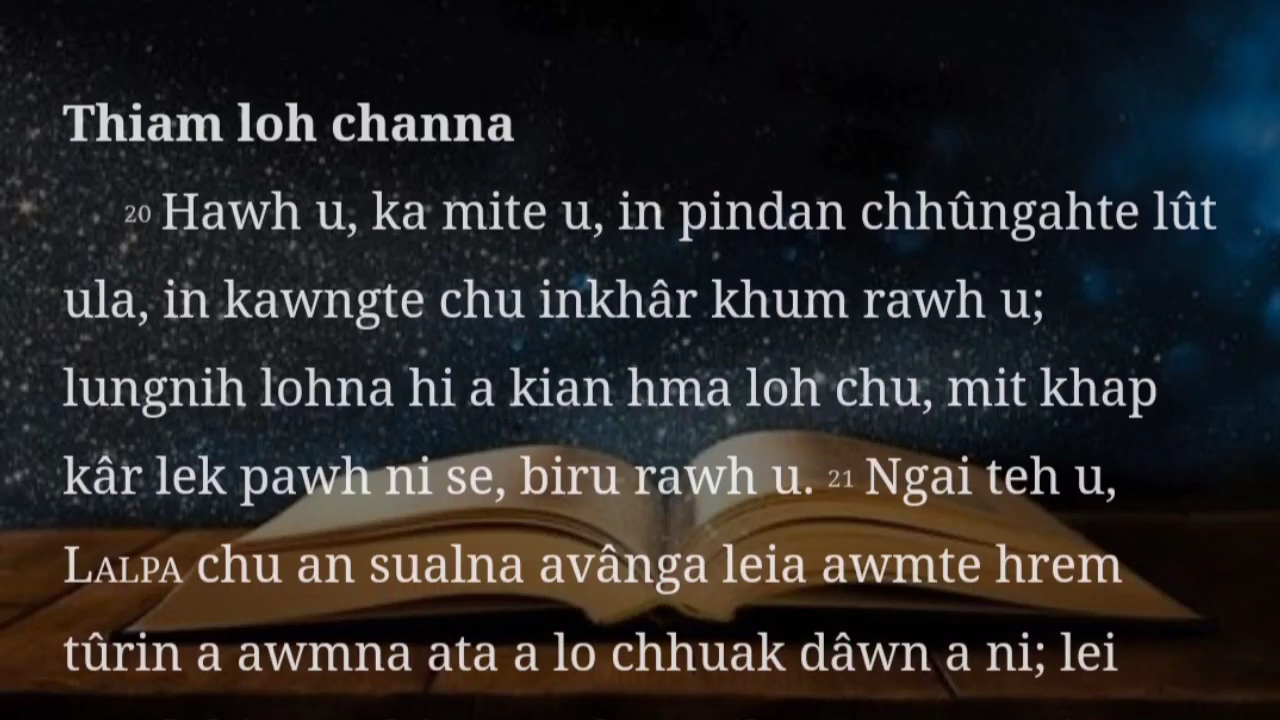 Thiam loh channa
20 Hawh u, ka mite u, in pindan chhûngahte lût
ula, in kawngte chu inkhâr khum rawh u;
lungnih lohna hi a kian hma loh chu, mit khap
kâr lek pawh ni se, biru rawh u. 21 Ngai teh u,
LALPA chu an sualna avânga leia awmte hrem
tûrin a awmna ata a lo chhuak dâwn a ni; lei